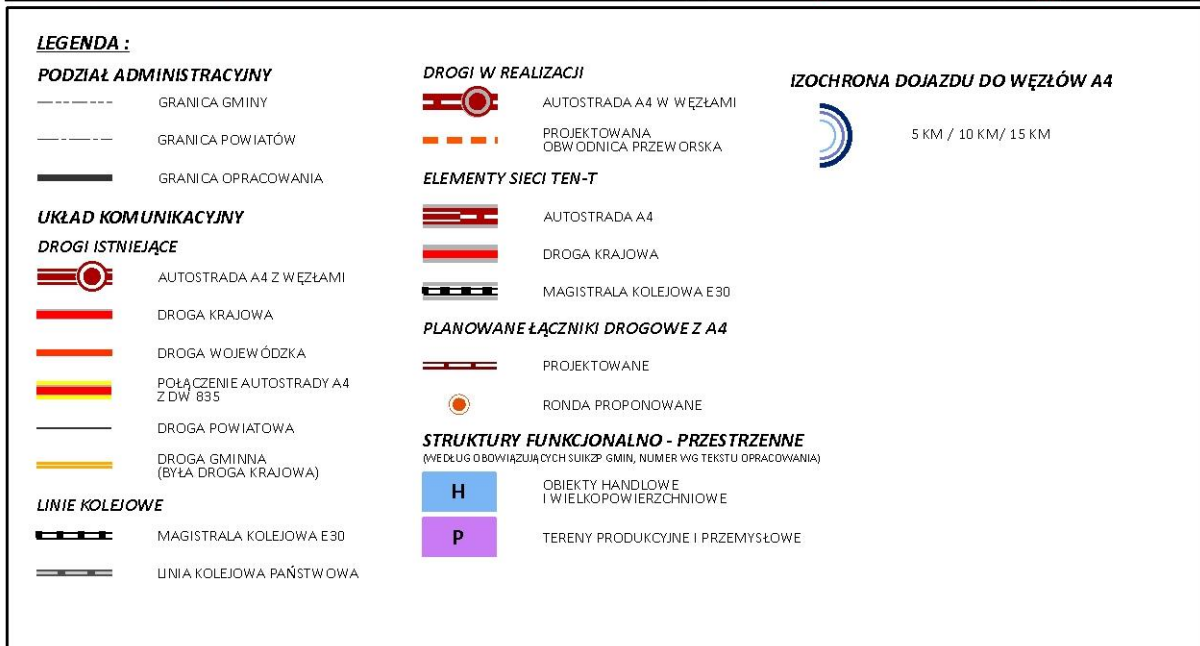 LEGENDA :
PODZIAŁ ADMINISTRACYJNY
GRANICA GMINY
GRANICA POWIATÓW
GRANICA OPRACOWANIA
UKŁAD KOMUNIKACYJNY
DROGI ISTNIEJĄCE
AUTOSTRADA A4 Z WĘZŁAMI
DROGA KRAJOWA
DROGA WOJEWÓDZKA
POŁĄCZENIE AUTOSTRADY A4
Z DW 835
DROGA POWIATOWA
DROGA GMINNA
(BYŁA DROGA KRAJOWA)
LINIE KOLEJOWE
MAGISTRALA KOLEJOWA E30
LINIA KOLEJOWA PAŃSTWOWA
DROGI W REALIZACJI
AUTOSTRADA A4 W WĘZŁAMI
PROJEKTOWANA
OBWODNICA PRZEWORSKA
ELEMENTY SIECI TEN-T
AUTOSTRADA A4
DROGA KRAJOWA
MAGISTRALA KOLEJOWA E30
PLANOWANE ŁĄCZNIKI DROGOWE Z A4
PROJEKTOWANE
RONDA PROPONOWANE
STRUKTURY FUNKCJONALNO - PRZESTRZENNE
(WEDŁUG OBOWIĄZUJĄCYCH SUIKZP GMIN, NUMER WG TEKSTU OPRACOWANIA)
H
OBIEKTY HANDLOWE
I WIELKOPOWIERZCHNIOWE
P
TERENY PRODUKCYJNE I PRZEMYSŁOWE
IZOCHRONA DOJAZDU DO WĘZŁÓW A4
5 KM / 10 KM/ 15 KM